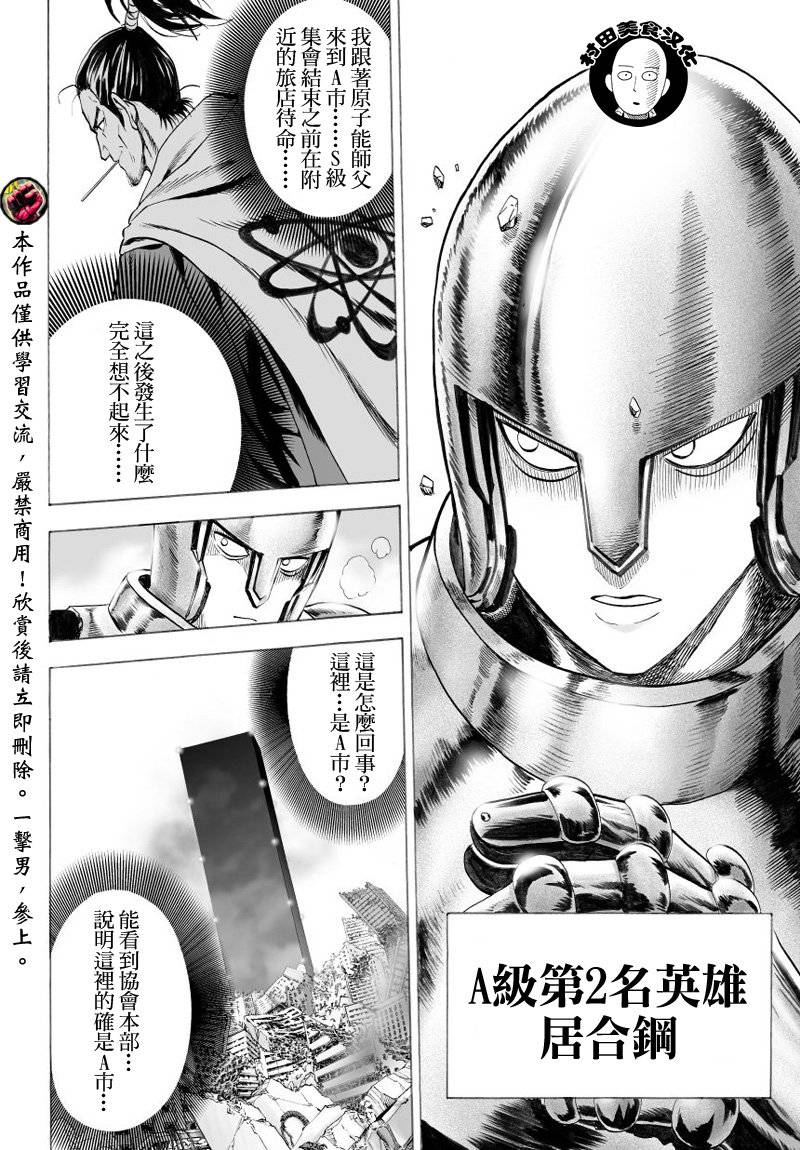 村田美食汉化
A級第2名英雄
居合鋼
我跟著原子能師父
來到A市……S級
集會結束之前在附
近的旅店待命……
這之後發生了什麼
完全想不起來……
這是怎麼回事？
這裡…是A市？
能看到協會本部…
說明這裡的確是A市…
本作品僅供學習交流，嚴禁商用！欣賞後請立即刪除。一擊男，參上。